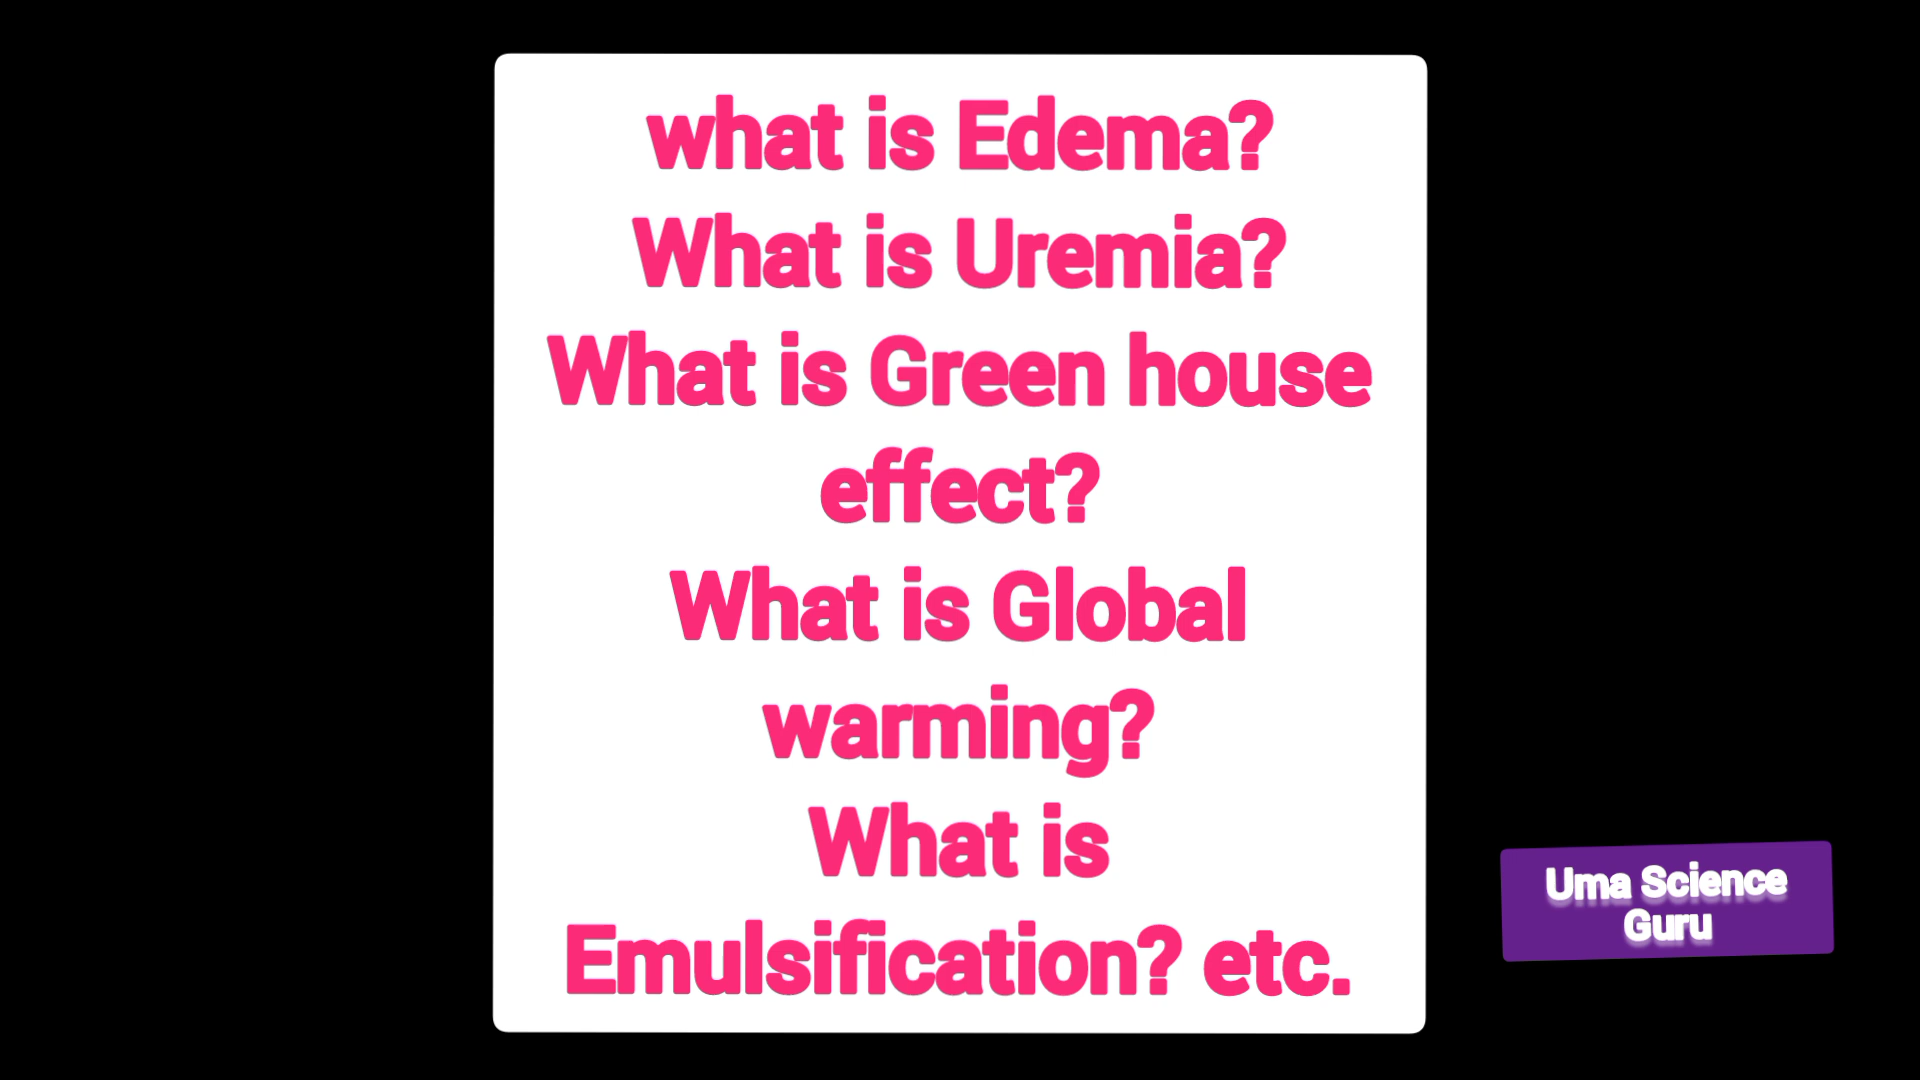 what is Edema?
What is Uremia?
What is Green house
effect?
What is Global
warming?
What is
Emulsification? etc.
Uma Science
Guru